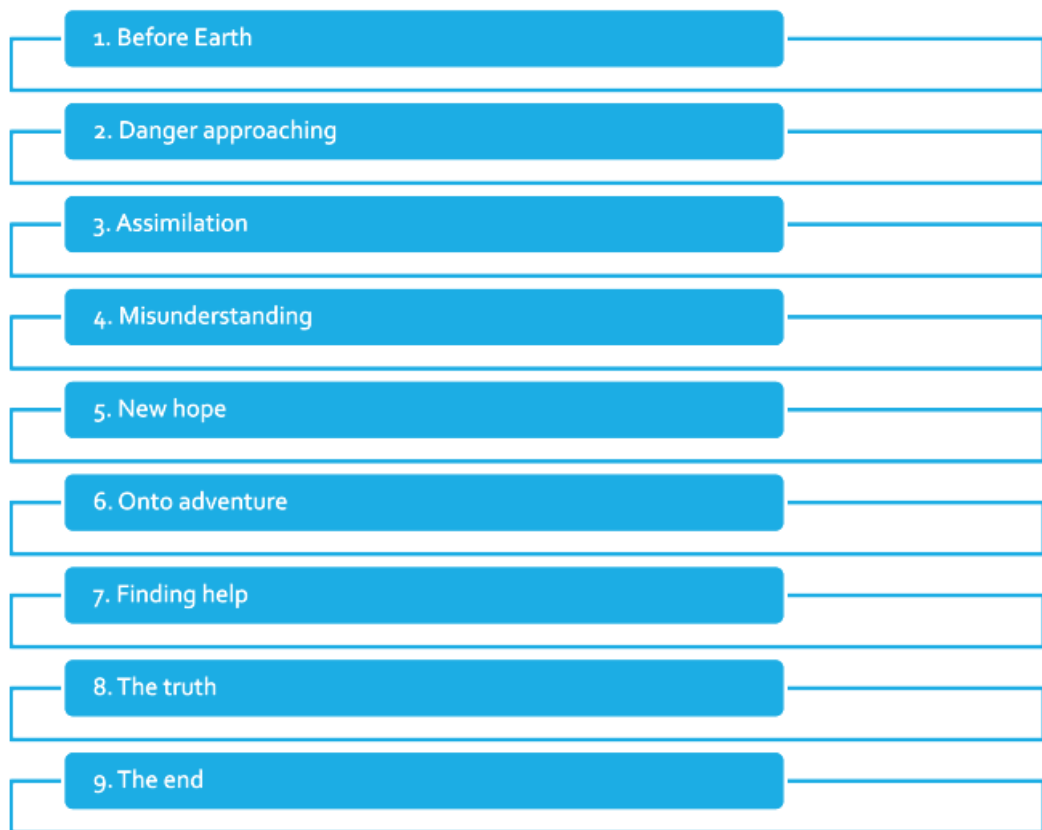 1. Before Earth
2. Danger approaching
3. Assimilation
4. Misunderstanding
5. New hope
6. Onto adventure
7. Finding help
8. The truth
9. The end